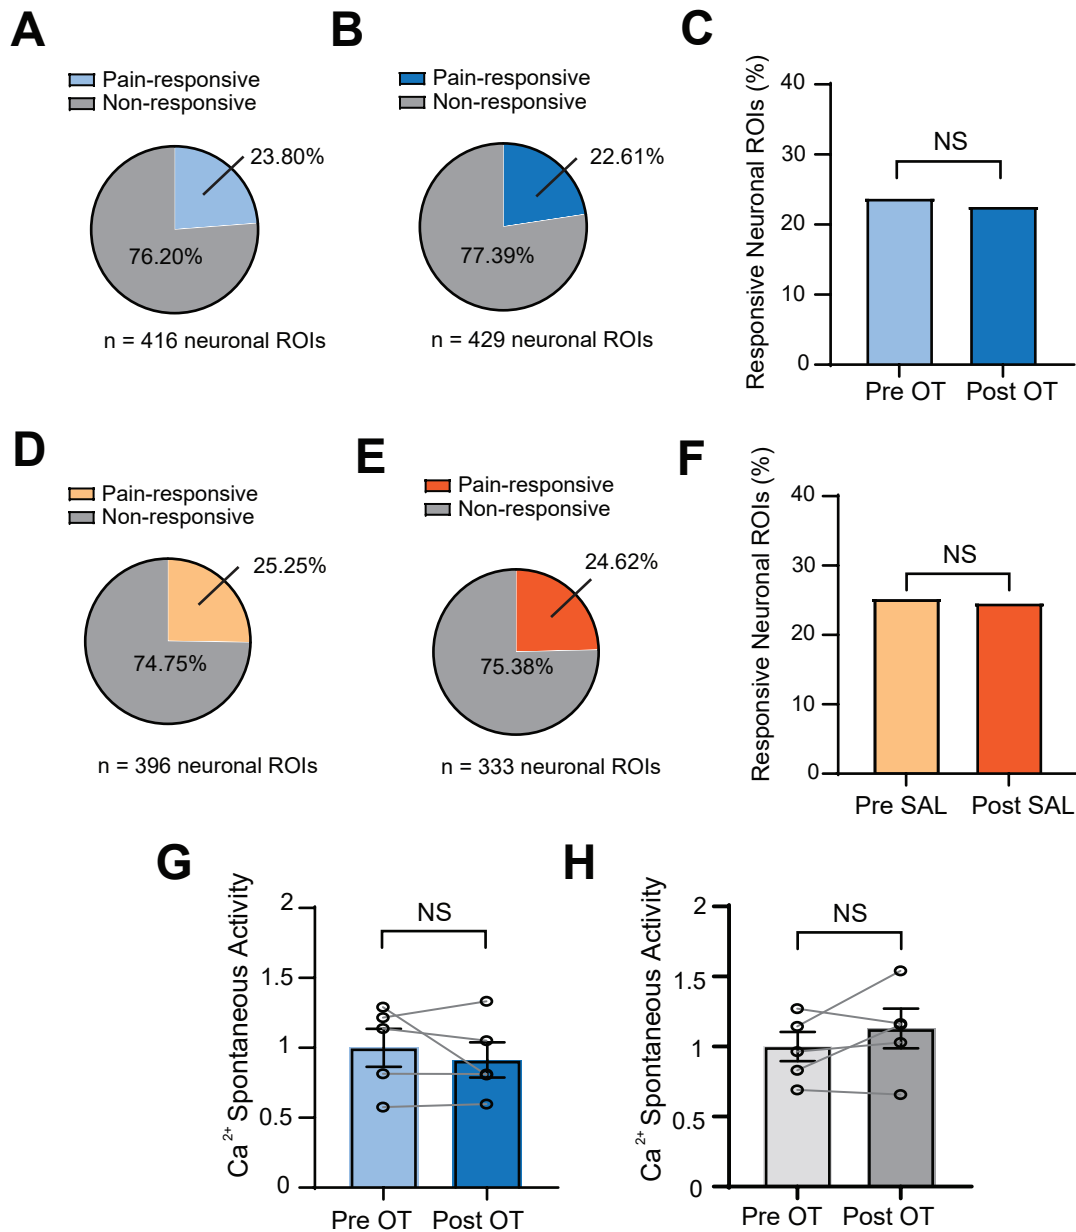 A
Pain-responsive
Non-responsive
23.80%
76.20%
n = 416 neuronal ROIs
B
Pain-responsive
Non-responsive
22.61%
77.39%
n = 429 neuronal ROIs
C
Responsive Neuronal ROIs (%)
40
30
20
10
0
NS
Pre OT
Post OT
D
Pain-responsive
Non-responsive
25.25%
74.75%
n = 396 neuronal ROIs
E
Pain-responsive
Non-responsive
24.62%
75.38%
n = 333 neuronal ROIs
F
Responsive Neuronal ROIs (%)
40
30
20
10
0
NS
Pre SAL
Post SAL
G
Ca²⁺ Spontaneous Activity
2
1.5
1
0.5
0
NS
Pre OT
Post OT
H
Ca²⁺ Spontaneous Activity
2
1.5
1
0.5
0
NS
Pre OT
Post OT